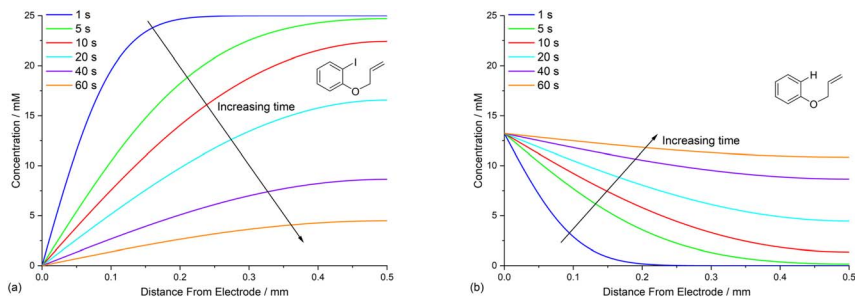 25
20
15
10
5
0
0.0
0.1
0.2
0.3
0.4
0.5
Concentration / mM
Distance From Electrode / mm
1 s
5 s
10 s
20 s
40 s
60 s
Increasing time
I
O
(a)
25
20
15
10
5
0
0.0
0.1
0.2
0.3
0.4
0.5
Concentration / mM
Distance From Electrode / mm
1 s
5 s
10 s
20 s
40 s
60 s
Increasing time
H
O
(b)